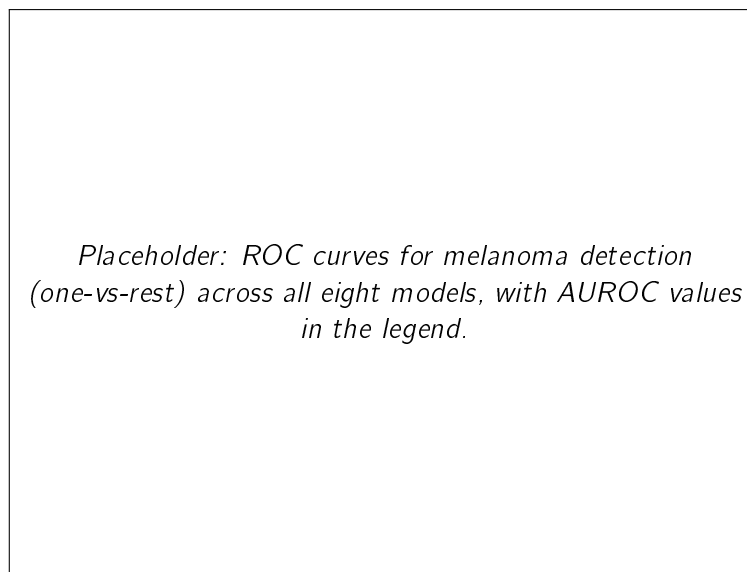 Placeholder: ROC curves for melanoma detection
(one-vs-rest) across all eight models, with AUROC values
in the legend.